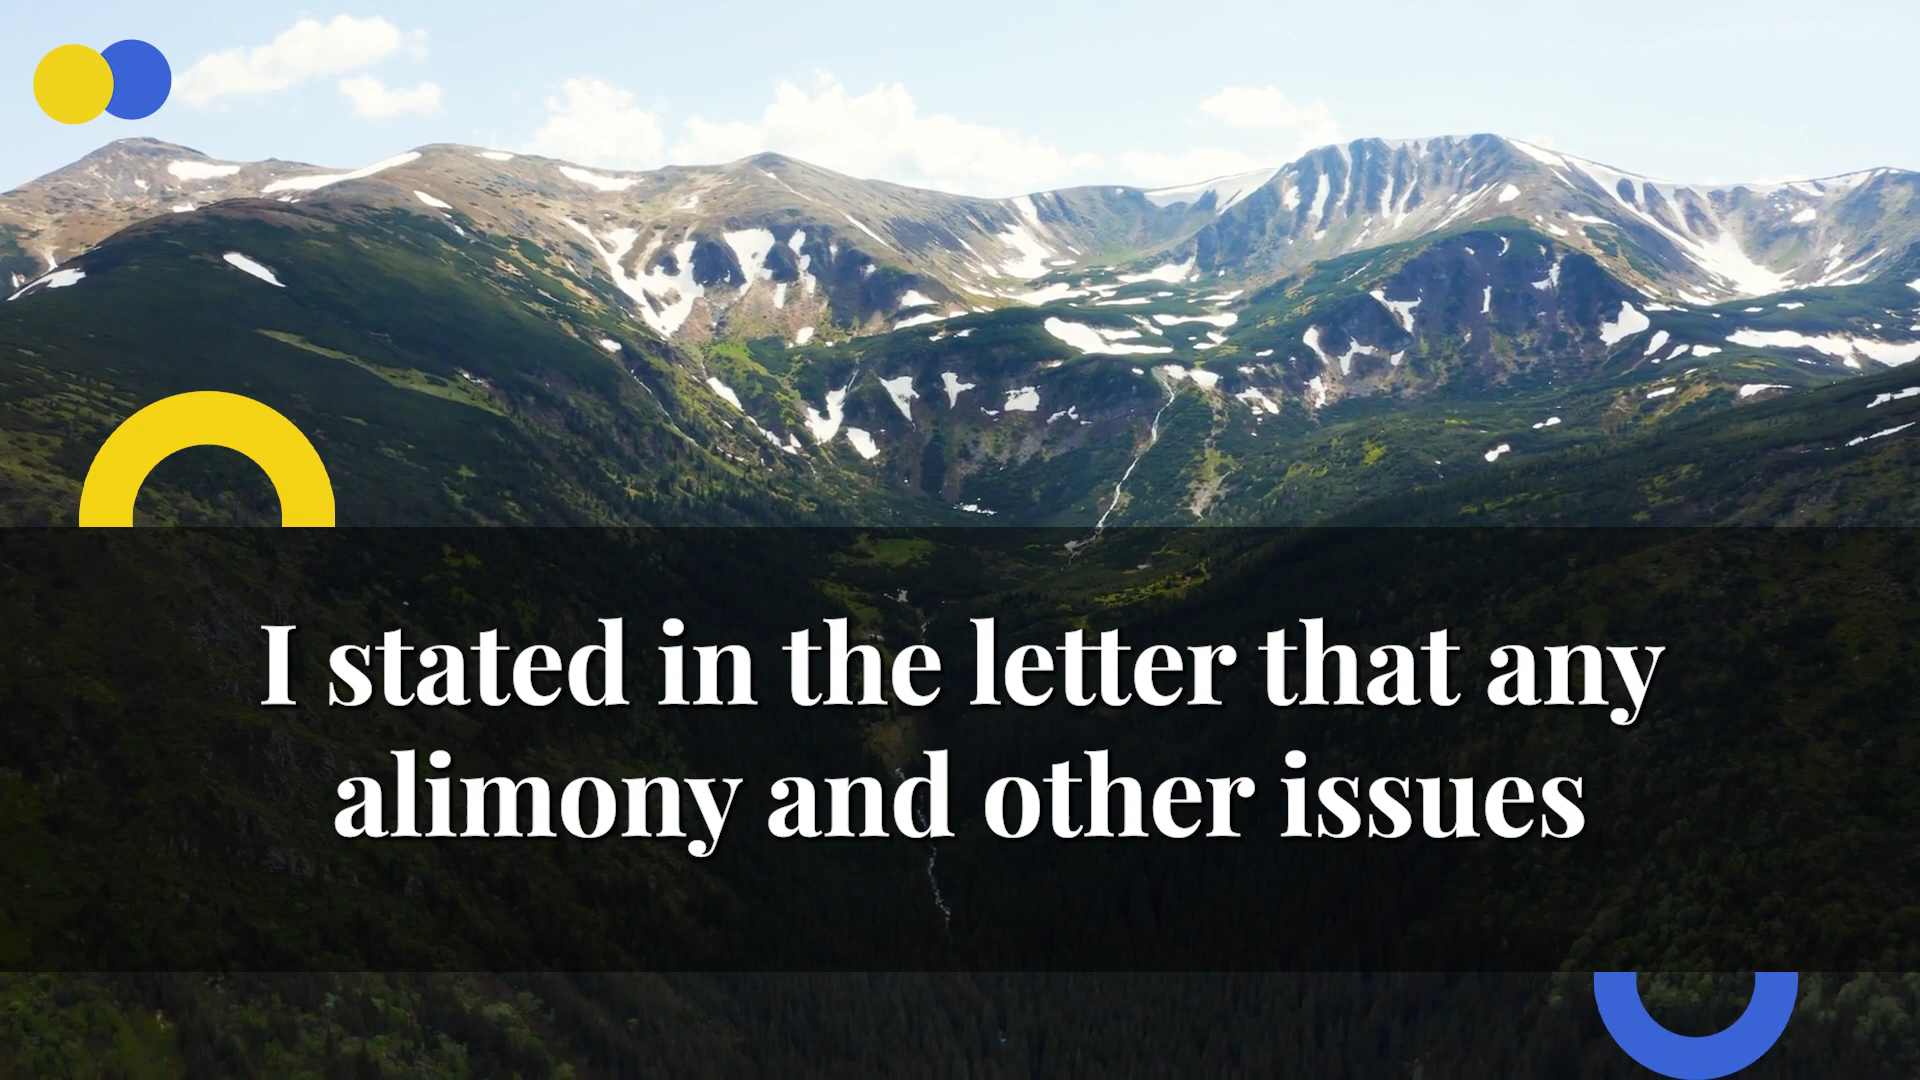 I stated in the letter that any
alimony and other issues